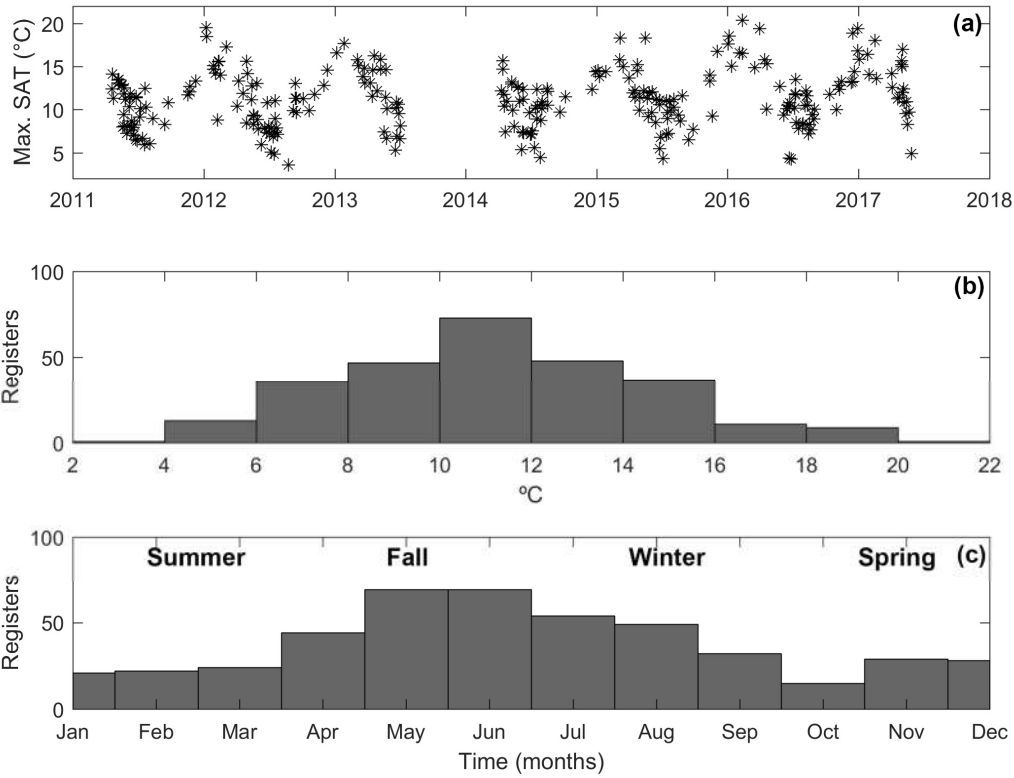 (a)
Max. SAT (°C)
20
15
10
5
2011 2012 2013 2014 2015 2016 2017 2018
(b)
Registers
100
50
0
2 4 6 8 10 12 14 16 18 20 22
ºC
Summer Fall Winter Spring (c)
Registers
100
50
0
Jan Feb Mar Apr May Jun Jul Aug Sep Oct Nov Dec
Time (months)